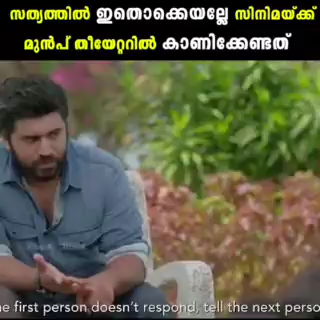 സത്യത്തിൽ ഇതൊക്കെയല്ലേ സിനിമയ്ക്ക്
മുൻപ് തീയേറ്ററിൽ കാണിക്കേണ്ടത്
e first person doesn't respond, tell the next perso